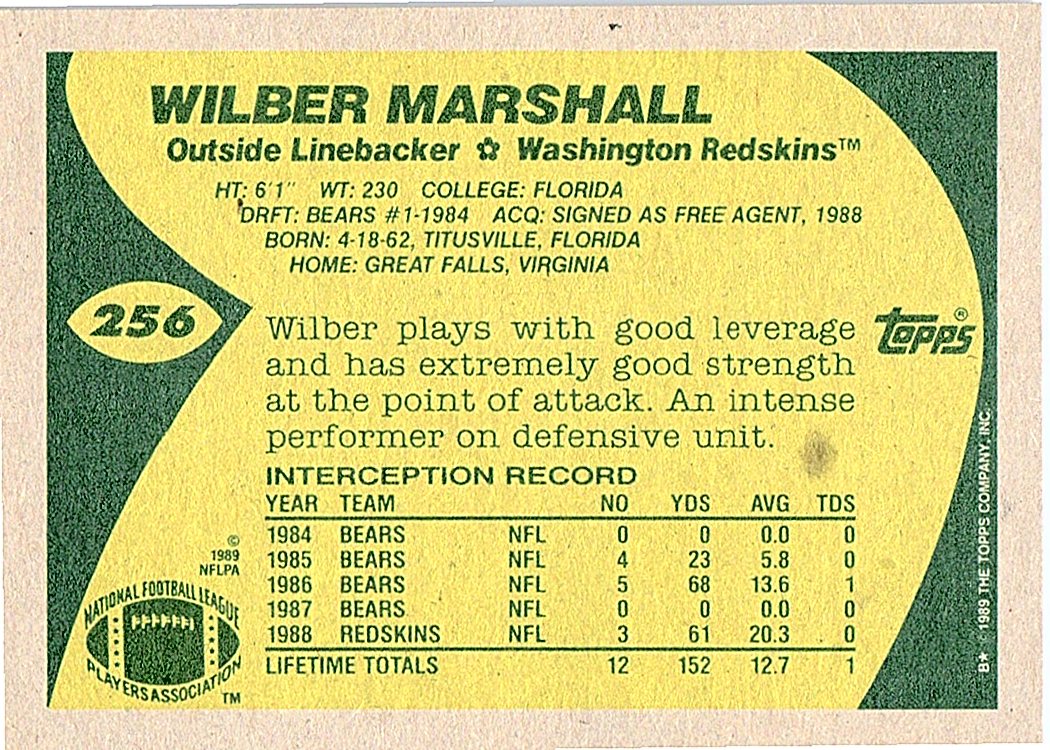 WILBER MARSHALL
Outside Linebacker ✿ Washington Redskins™
HT: 6'1" WT: 230 COLLEGE: FLORIDA
DRFT: BEARS #1-1984 ACQ: SIGNED AS FREE AGENT, 1988
BORN: 4-18-62, TITUSVILLE, FLORIDA
HOME: GREAT FALLS, VIRGINIA
256
Wilber plays with good leverage
and has extremely good strength
at the point of attack. An intense
performer on defensive unit.
topps®
INTERCEPTION RECORD
YEAR TEAM NO YDS AVG TDS
1984 BEARS NFL 0 0 0.0 0
1985 BEARS NFL 4 23 5.8 0
1986 BEARS NFL 5 68 13.6 1
1987 BEARS NFL 0 0 0.0 0
1988 REDSKINS NFL 3 61 20.3 0
LIFETIME TOTALS 12 152 12.7 1
©
1989
NFLPA
NATIONAL FOOTBALL LEAGUE
PLAYERS ASSOCIATION
TM
B* * 1989 THE TOPPS COMPANY, INC.